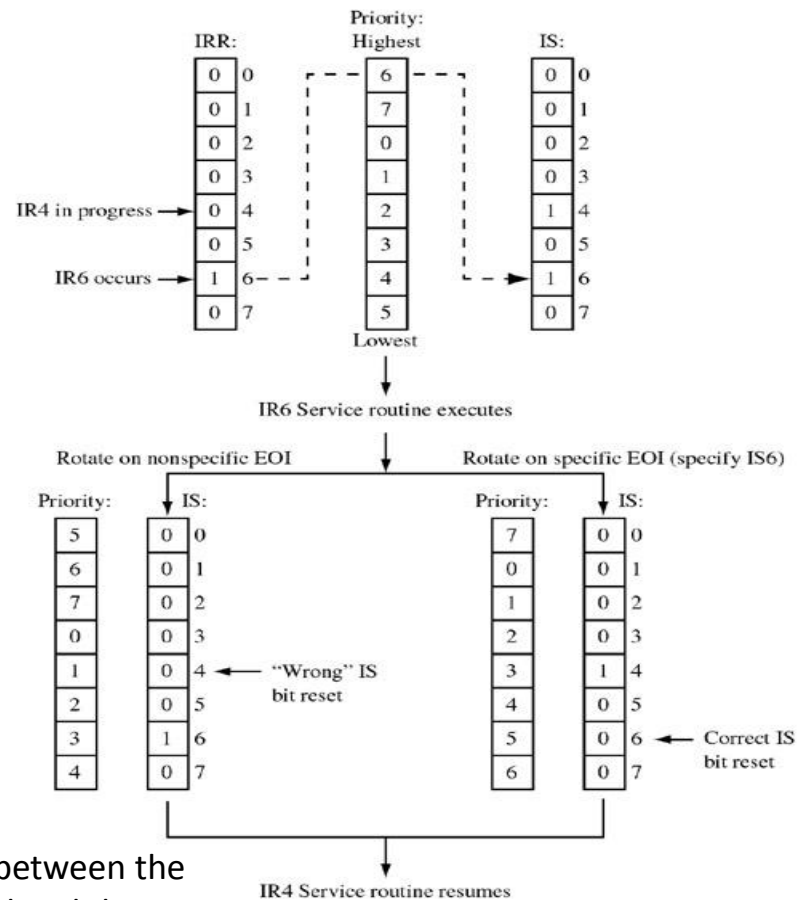 Priority:
IRR: Highest IS:
0 0 6 0 0
0 1 7 0 1
0 2 0 0 2
0 3 1 0 3
IR4 in progress 0 4 2 1 4
0 5 3 0 5
IR6 occurs 1 6 4 1 6
0 7 5 0 7
Lowest
IR6 Service routine executes
Rotate on nonspecific EOI Rotate on specific EOI (specify IS6)
Priority: IS: Priority: IS:
5 0 0 7 0 0
6 0 1 0 0 1
7 0 2 1 0 2
0 0 3 2 0 3
1 0 4 “Wrong” IS 3 1 4
bit reset
2 0 5 4 0 5
3 1 6 5 0 6 Correct IS
bit reset
4 0 7 6 0 7
between the
IR4 Service routine resumes